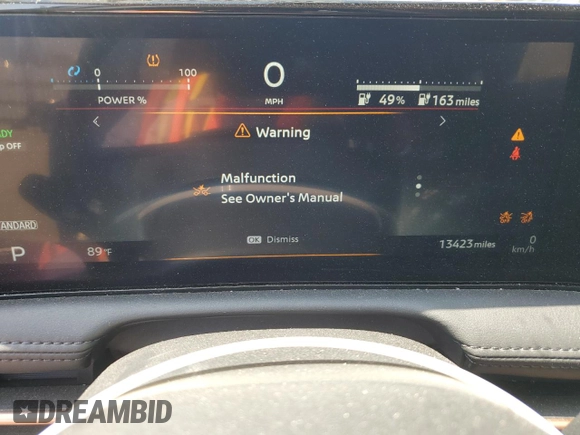 0 100
0
POWER %
MPH
49% 163 miles
Warning
Malfunction
See Owner's Manual
OFF
P
89°F
OK Dismiss
13423 miles
0
km/h
DREAMBID